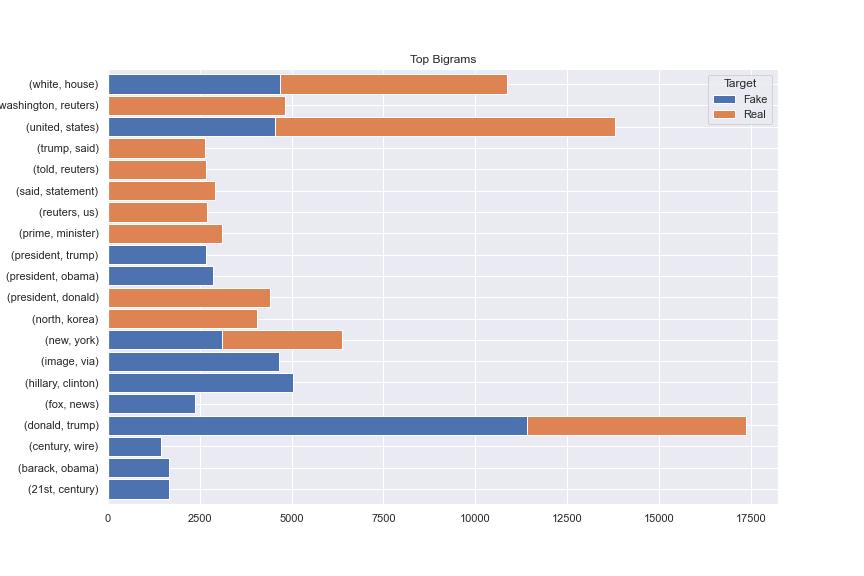 Top Bigrams
(white, house)
washington, reuters)
(united, states)
(trump, said)
(told, reuters)
(said, statement)
(reuters, us)
(prime, minister)
(president, trump)
(president, obama)
(president, donald)
(north, korea)
(new, york)
(image, via)
(hillary, clinton)
(fox, news)
(donald, trump)
(century, wire)
(barack, obama)
(21st, century)
0 2500 5000 7500 10000 12500 15000 17500
Target
Fake
Real